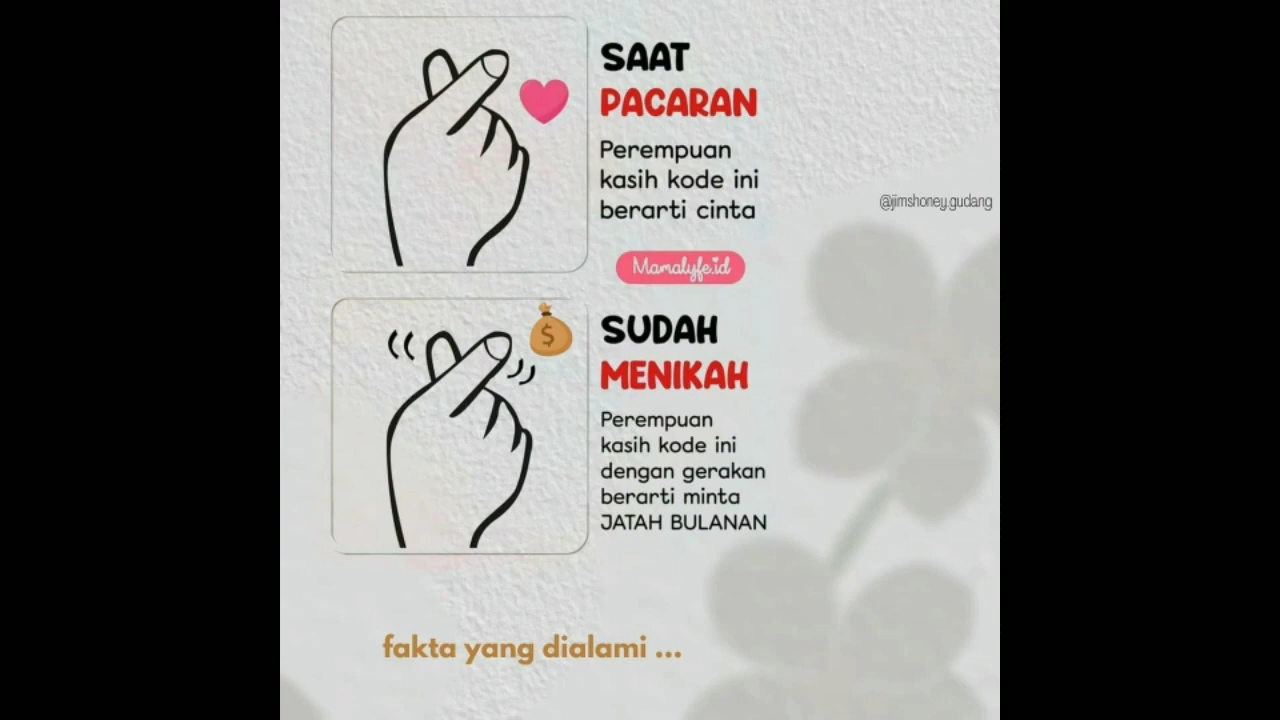 SAAT
PACARAN
Perempuan
kasih kode ini
berarti cinta
@jimshoney.gudang
Mamalyfe.id
$
SUDAH
MENIKAH
Perempuan
kasih kode ini
dengan gerakan
berarti minta
JATAH BULANAN
fakta yang dialami ...